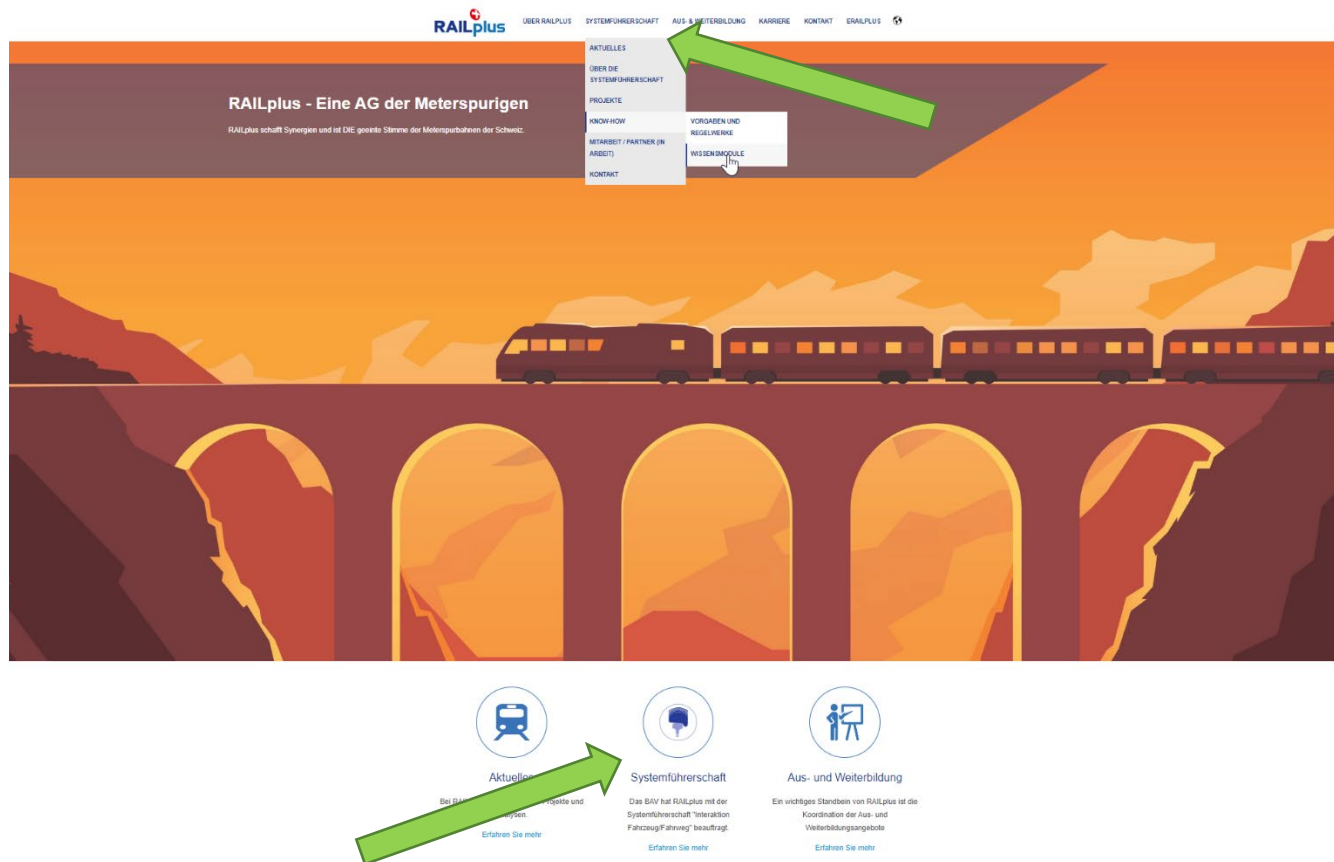 RAILplus
ÜBER RAILPLUS SYSTEMFÜHRERSCHAFT AUS- & WEITERBILDUNG KARRIERE KONTAKT ERAILPLUS
AKTUELLES
ÜBER DIE
SYSTEMFÜHRERSCHAFT
PROJEKTE
KNOW-HOW
MITARBEIT / PARTNER (IN
ARBEIT)
KONTAKT
VORGABEN UND
REGELWERKE
WISSENSMODULE
RAILplus - Eine AG der Meterspurigen
RAILplus schafft Synergien und ist DIE geeinte Stimme der Meterspurbahnen der Schweiz.
Aktuelles
Bei
und
Erfahren Sie mehr
Systemführerschaft
Das BAV hat RAILplus mit der
Systemführerschaft "Interaktion
Fahrzeug/Fahrweg" beauftragt.
Erfahren Sie mehr
Aus- und Weiterbildung
Ein wichtiges Standbein von RAILplus ist die
Koordination der Aus- und
Weiterbildungsangebote
Erfahren Sie mehr